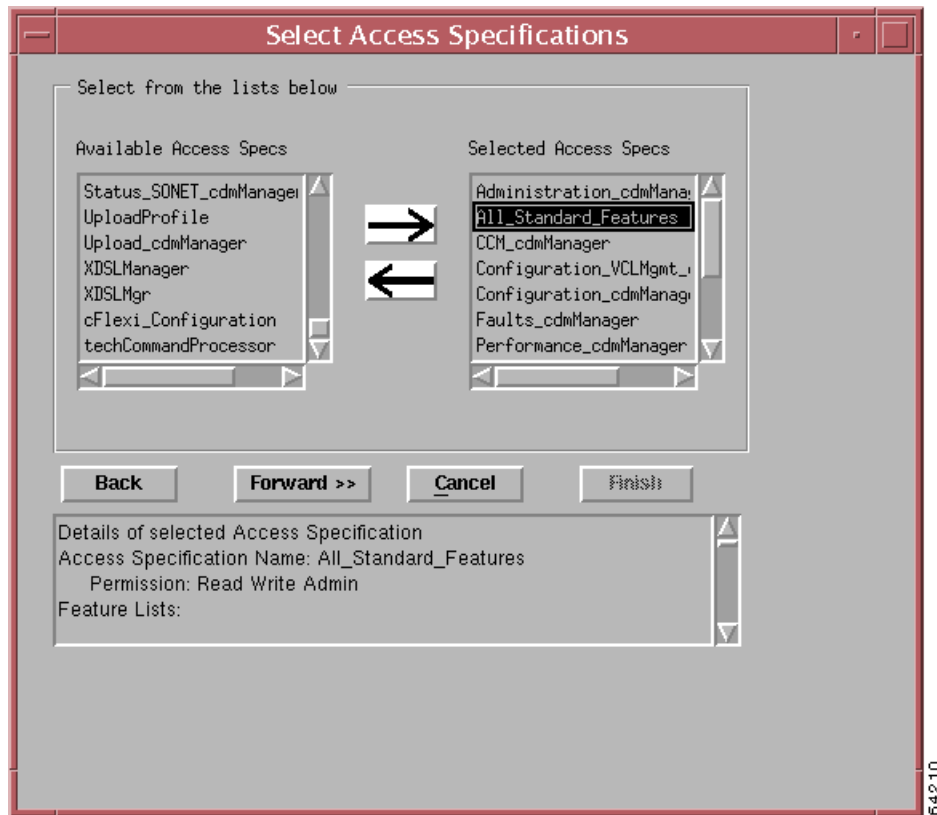 Select Access Specifications
Select from the lists below
Available Access Specs
Status_SONET_cdmManager
UploadProfile
Upload_cdmManager
XDSLManager
XDSLMgr
cFlexi_Configuration
techCommandProcessor
Selected Access Specs
Administration_cdmMana
All_Standard_Features
CCM_cdmManager
Configuration_VCLMgmt_
Configuration_cdmManag
Faults_cdmManager
Performance_cdmManager
Back
Forward >>
Cancel
Finish
Details of selected Access Specification
Access Specification Name: All_Standard_Features
Permission: Read Write Admin
Feature Lists:
64210